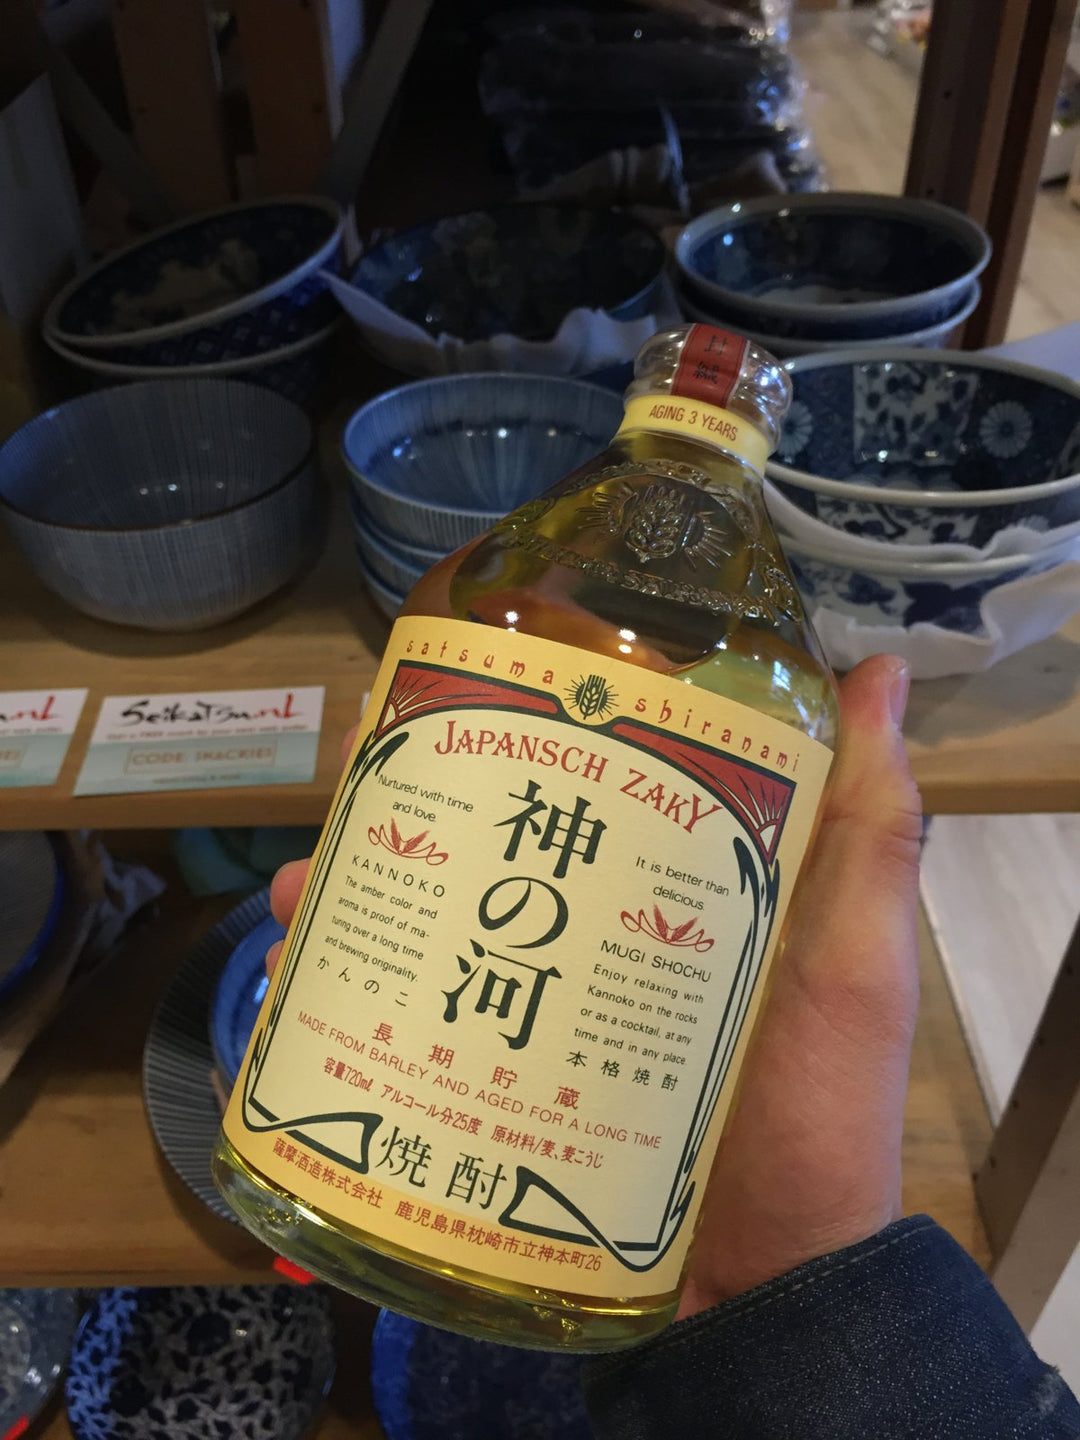 封緘
AGING 3 YEARS
satsuma shiranami
JAPANSCH ZAKY
Nurtured with time
and love.
KANNOKO
The amber color and
aroma is proof of ma-
turing over a long time
and brewing originality.
かんのこ
神の河
It is better than
delicious.
MUGI SHOCHU
Enjoy relaxing with
Kannoko on the rocks
or as a cocktail, at any
time and in any place.
本格焼酎
長期貯蔵
MADE FROM BARLEY AND AGED FOR A LONG TIME
容量720ml アルコール分25度 原材料/麦、麦こうじ
焼酎
薩摩酒造株式会社 鹿児島県枕崎市立神本町26
Seikatsu.nl
CODE: SNACKIES